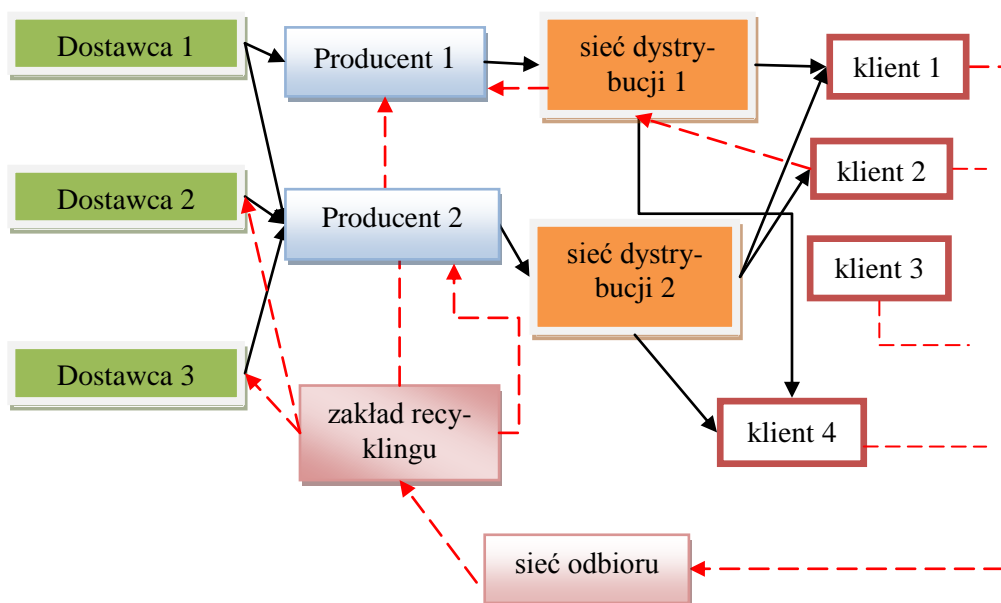 Dostawca 1
Producent 1
sieć dystry-
bucji 1
klient 1
Dostawca 2
Producent 2
klient 2
sieć dystry-
bucji 2
klient 3
Dostawca 3
zakład recy-
klingu
klient 4
sieć odbioru